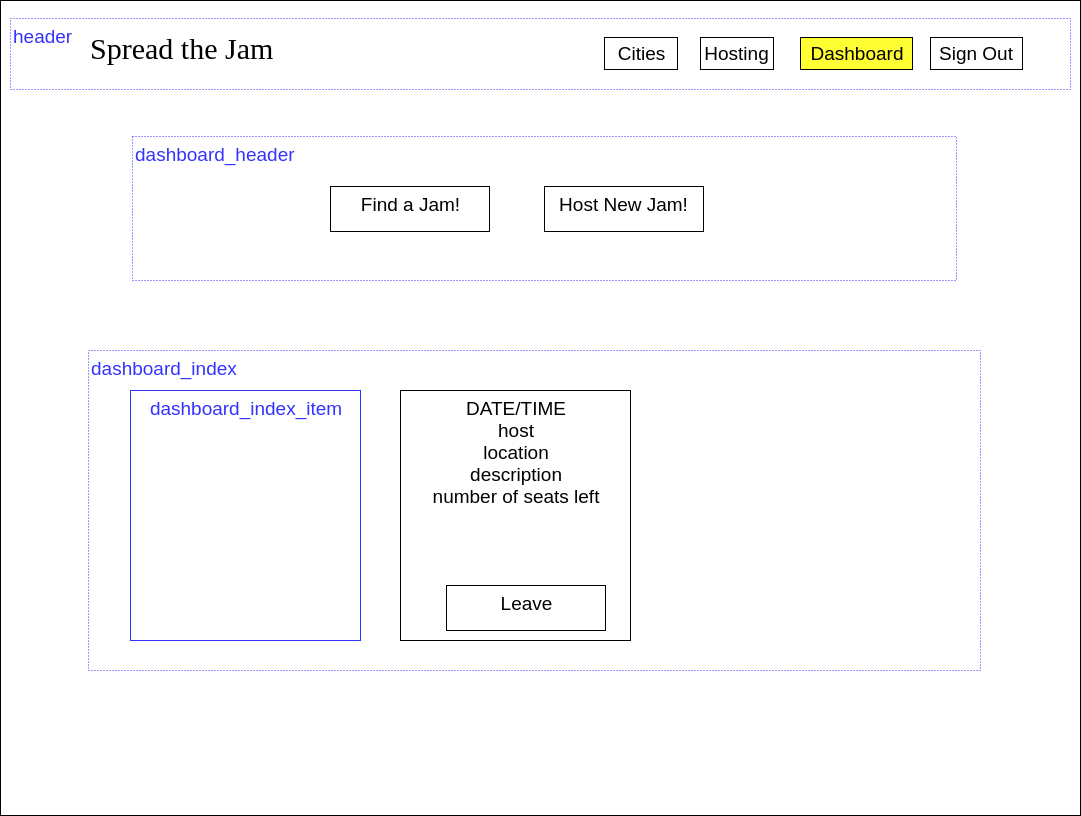 header
Spread the Jam
Cities
Hosting
Dashboard
Sign Out
dashboard_header
Find a Jam!
Host New Jam!
dashboard_index
dashboard_index_item
DATE/TIME
host
location
description
number of seats left
Leave